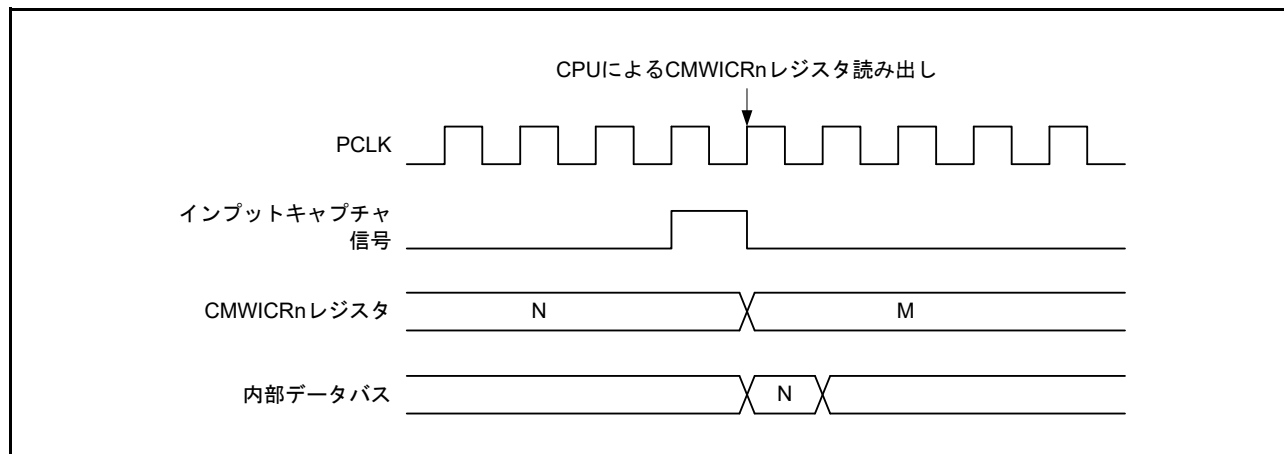 CPUによるCMWICRnレジスタ読み出し
PCLK
インプットキャプチャ
信号
CMWICRnレジスタ
N
M
内部データバス
N